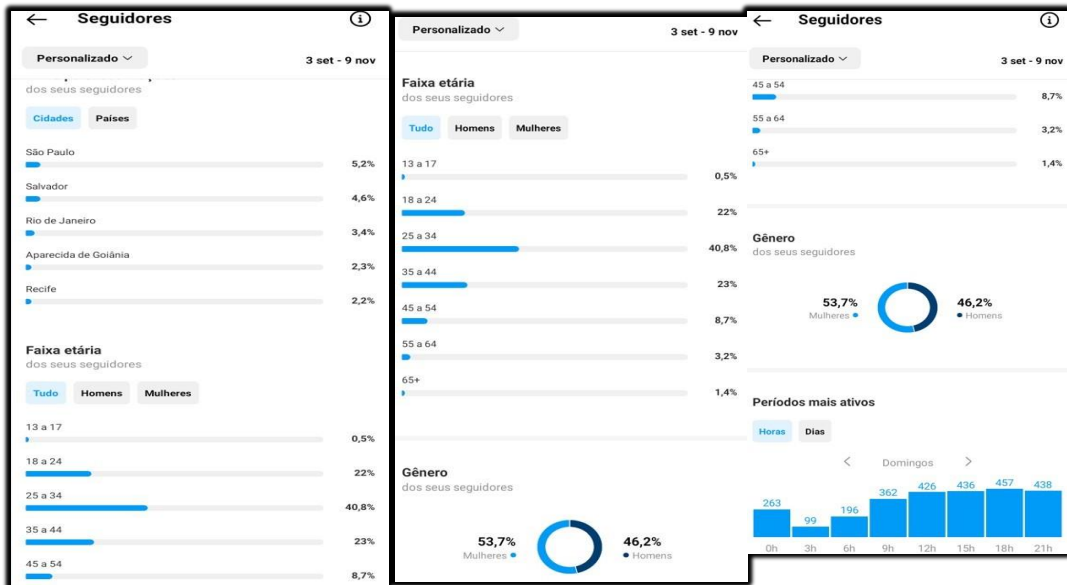 Seguidores
Personalizado
3 set - 9 nov
dos seus seguidores
Cidades Países
São Paulo
5,2%
Salvador
4,6%
Rio de Janeiro
3,4%
Aparecida de Goiânia
2,3%
Recife
2,2%
Faixa etária
dos seus seguidores
Tudo Homens Mulheres
13 a 17
0,5%
18 a 24
22%
25 a 34
40,8%
35 a 44
23%
45 a 54
8,7%
Personalizado
3 set - 9 nov
Faixa etária
dos seus seguidores
Tudo Homens Mulheres
13 a 17
0,5%
18 a 24
22%
25 a 34
40,8%
35 a 44
23%
45 a 54
8,7%
55 a 64
3,2%
65+
1,4%
Gênero
dos seus seguidores
53,7% 46,2%
Mulheres Homens
Seguidores
Personalizado
3 set - 9 nov
45 a 54
8,7%
55 a 64
3,2%
65+
1,4%
Gênero
dos seus seguidores
53,7% 46,2%
Mulheres Homens
Períodos mais ativos
Horas Dias
Domingos
263 99 196 362 426 436 457 438
0h 3h 6h 9h 12h 15h 18h 21h